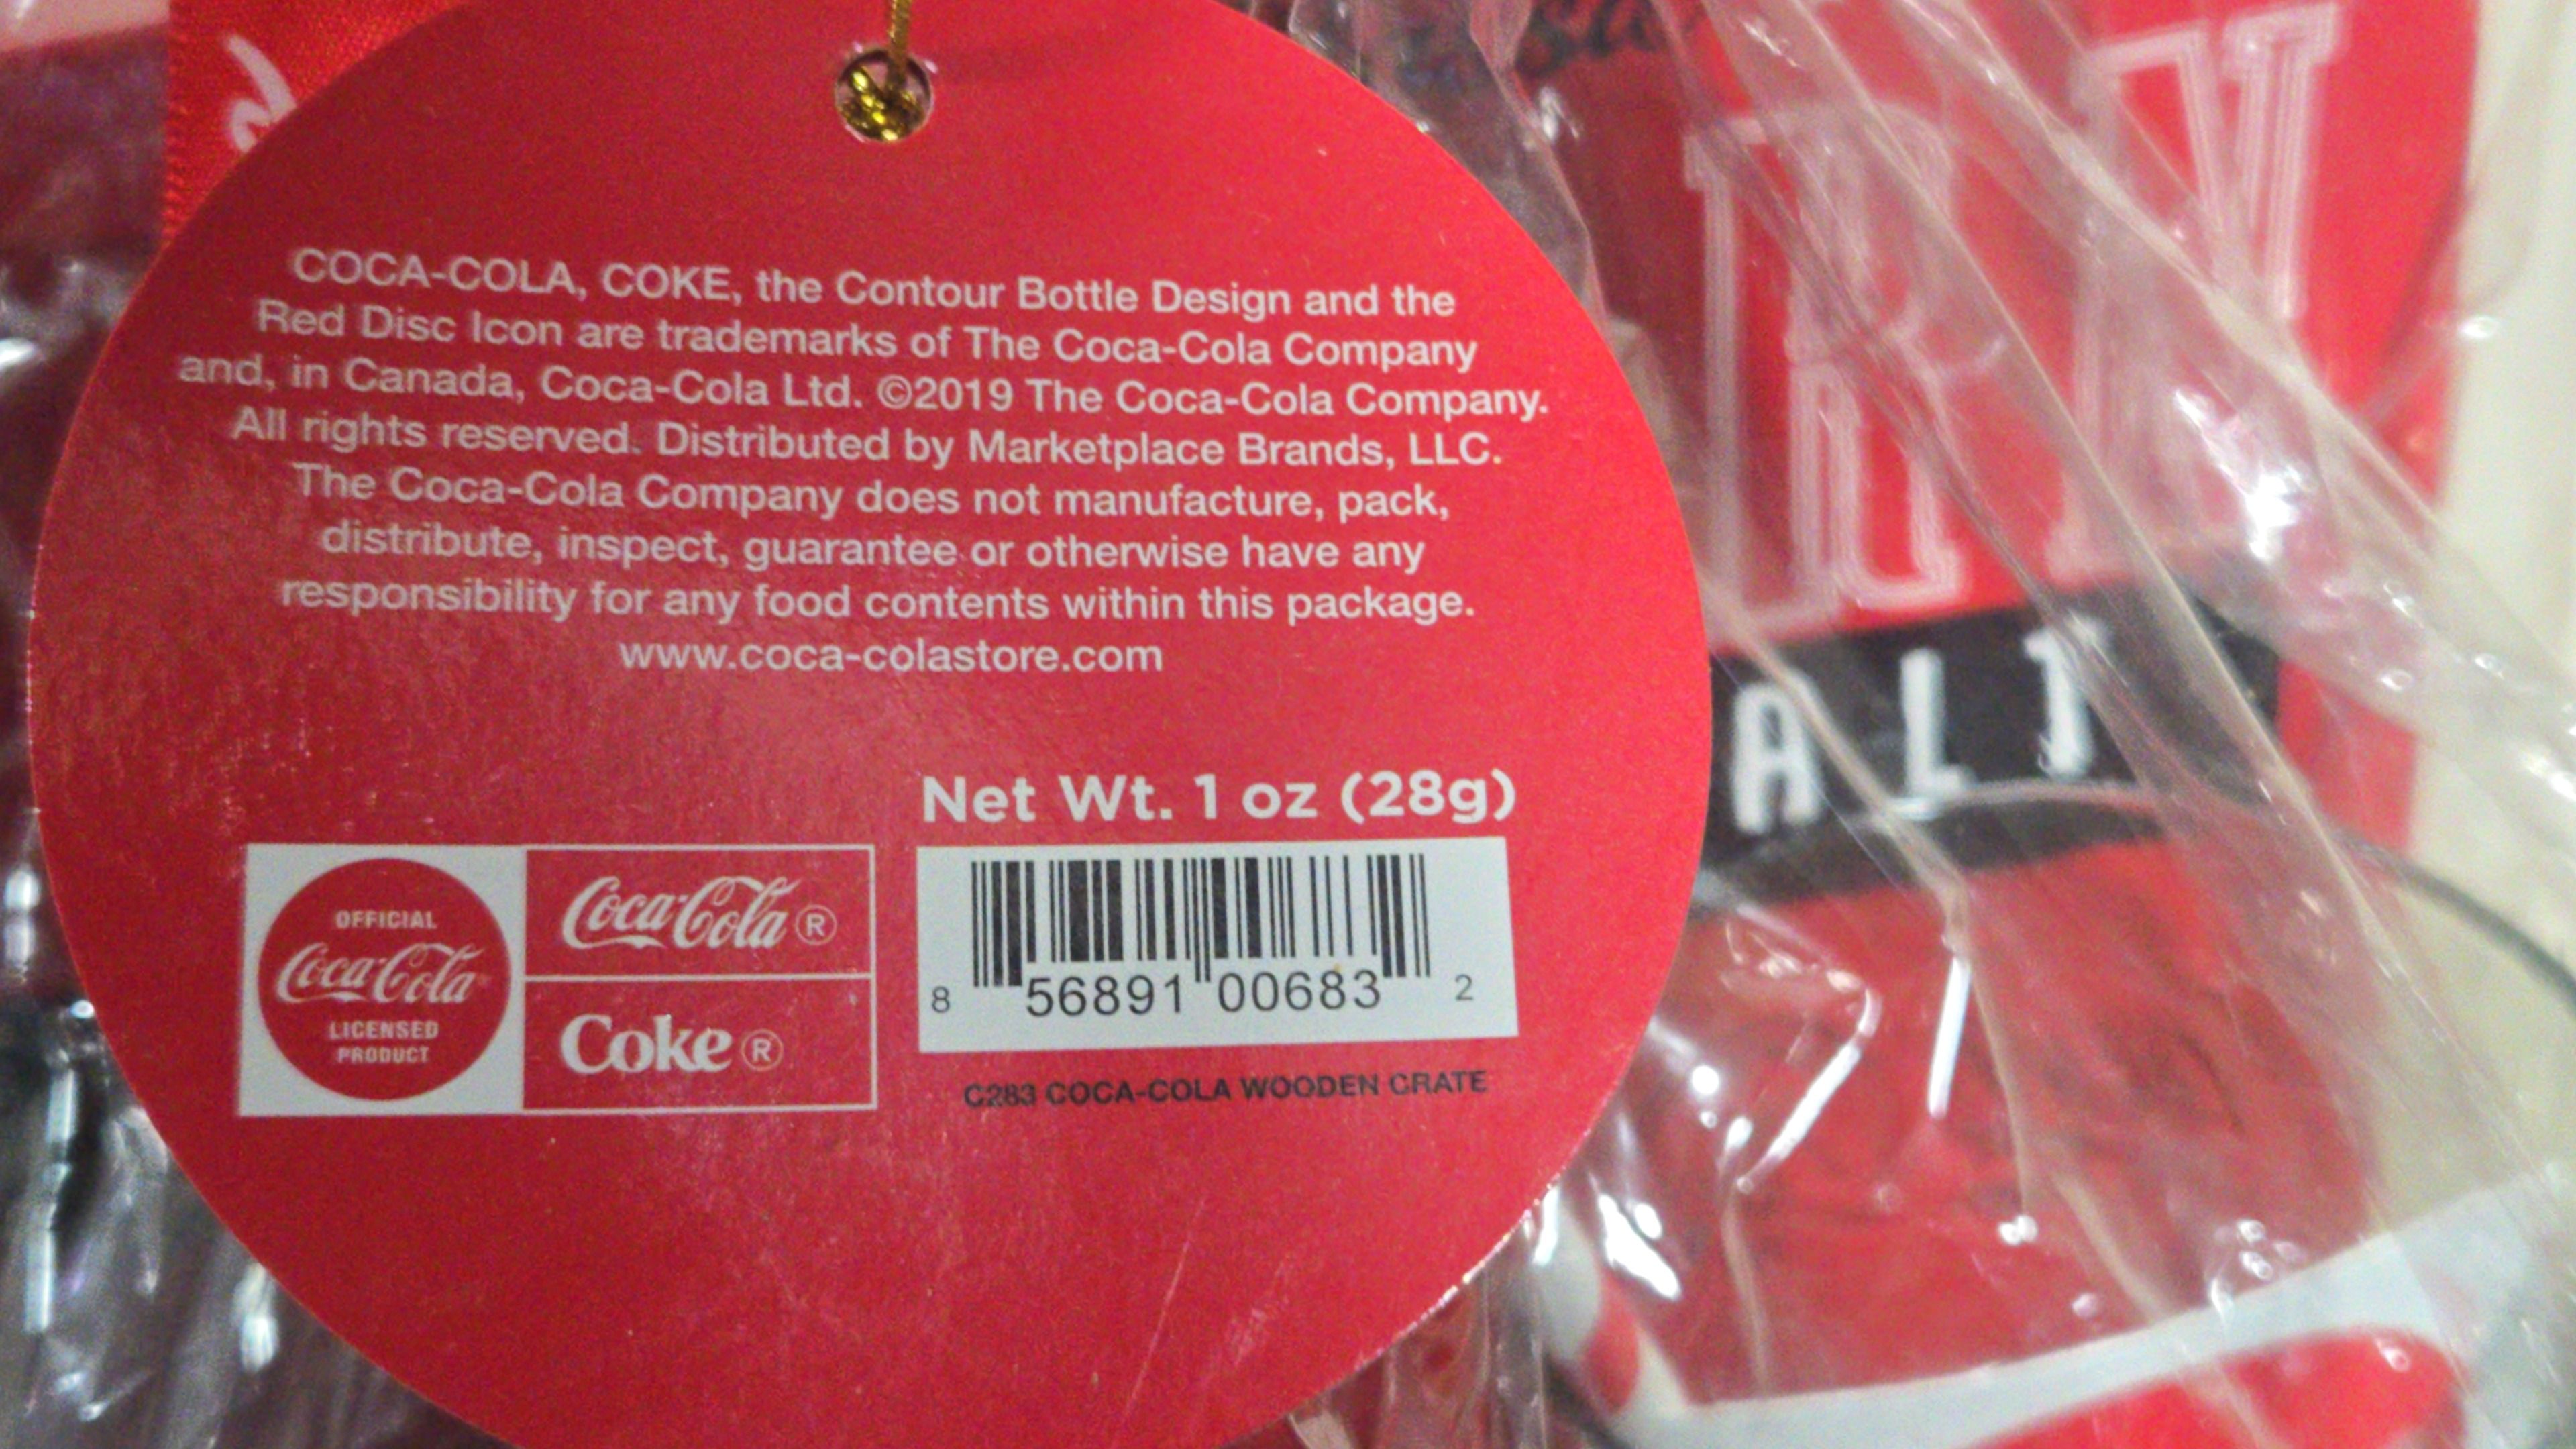 COCA-COLA, COKE, the Contour Bottle Design and the
Red Disc Icon are trademarks of The Coca-Cola Company
and, in Canada, Coca-Cola Ltd. ©2019 The Coca-Cola Company.
All rights reserved. Distributed by Marketplace Brands, LLC.
The Coca-Cola Company does not manufacture, pack,
distribute, inspect, guarantee or otherwise have any
responsibility for any food contents within this package.
www.coca-colastore.com
Net Wt. 1 oz (28g)
OFFICIAL
Coca-Cola
LICENSED
PRODUCT
Coca-Cola®
Coke®
8 56891 00683 2
C283 COCA-COLA WOODEN CRATE
RN
ALT